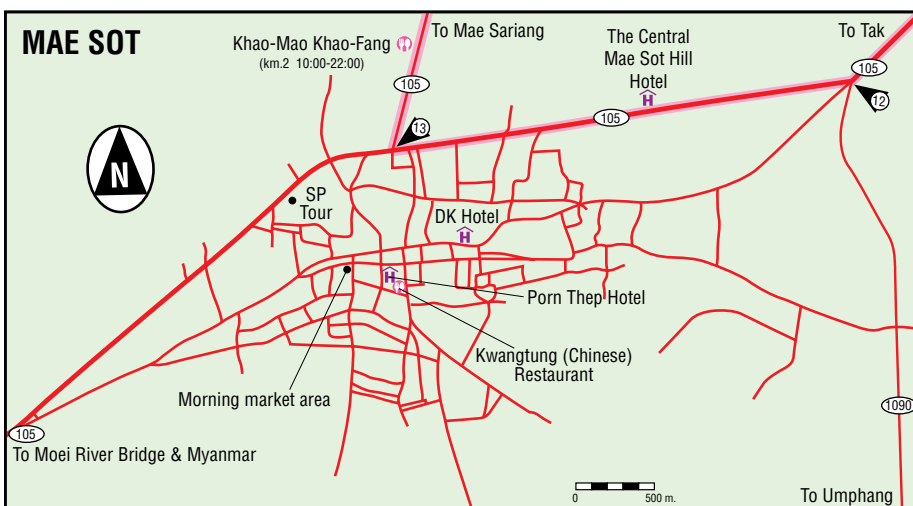 MAE SOT
Khao-Mao Khao-Fang
(km.2 10:00-22:00)
To Mae Sariang
The Central
Mae Sot Hill
Hotel
H
To Tak
105
105
105
12
13
N
SP
Tour
DK Hotel
H
H
Porn Thep Hotel
Kwangtung (Chinese)
Restaurant
Morning market area
105
To Moei River Bridge & Myanmar
1090
0 500 m.
To Umphang